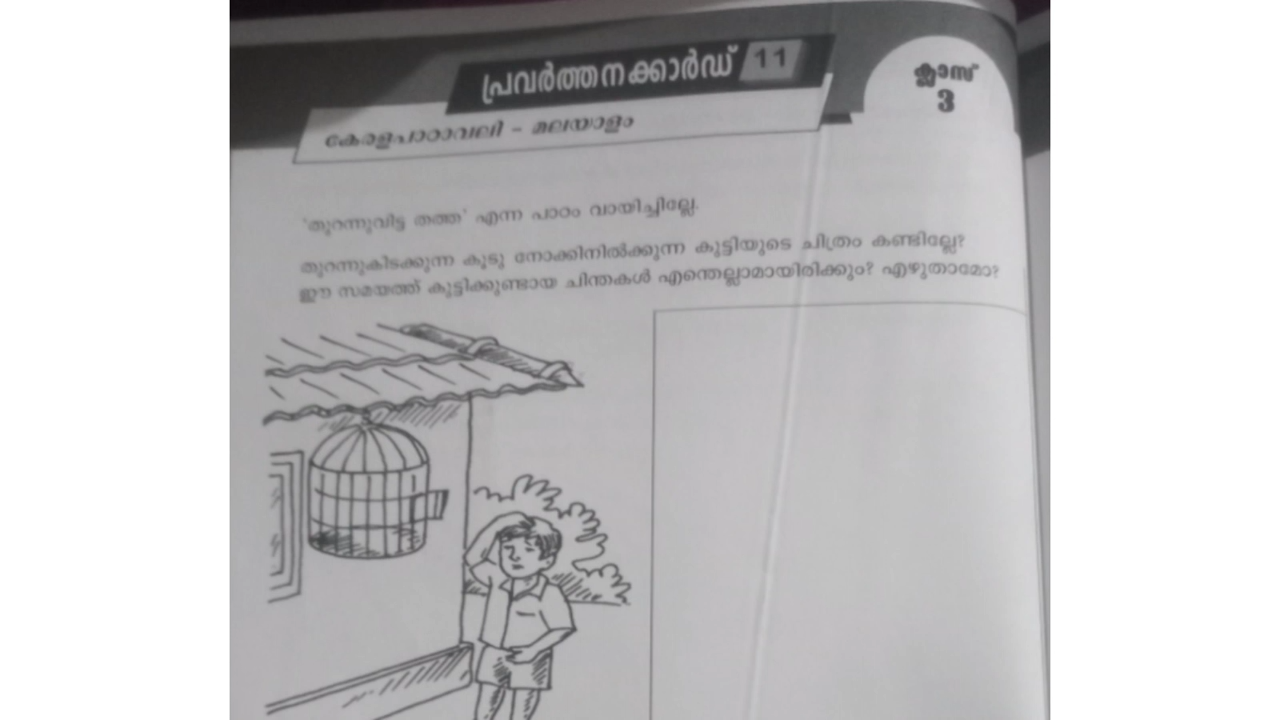 പ്രവർത്തനക്കാർഡ് 11
ക്ലാസ് 3
കേരളപാഠാവലി – മലയാളം
'തുറന്നുവിട്ട തത്ത' എന്ന പാഠം വായിച്ചില്ലേ.
തുറന്നുകിടക്കുന്ന കൂടു നോക്കിനിൽക്കുന്ന കുട്ടിയുടെ ചിത്രം കണ്ടില്ലേ?
ഈ സമയത്ത് കുട്ടിക്കുണ്ടായ ചിന്തകൾ എന്തെല്ലാമായിരിക്കും? എഴുതാമോ?